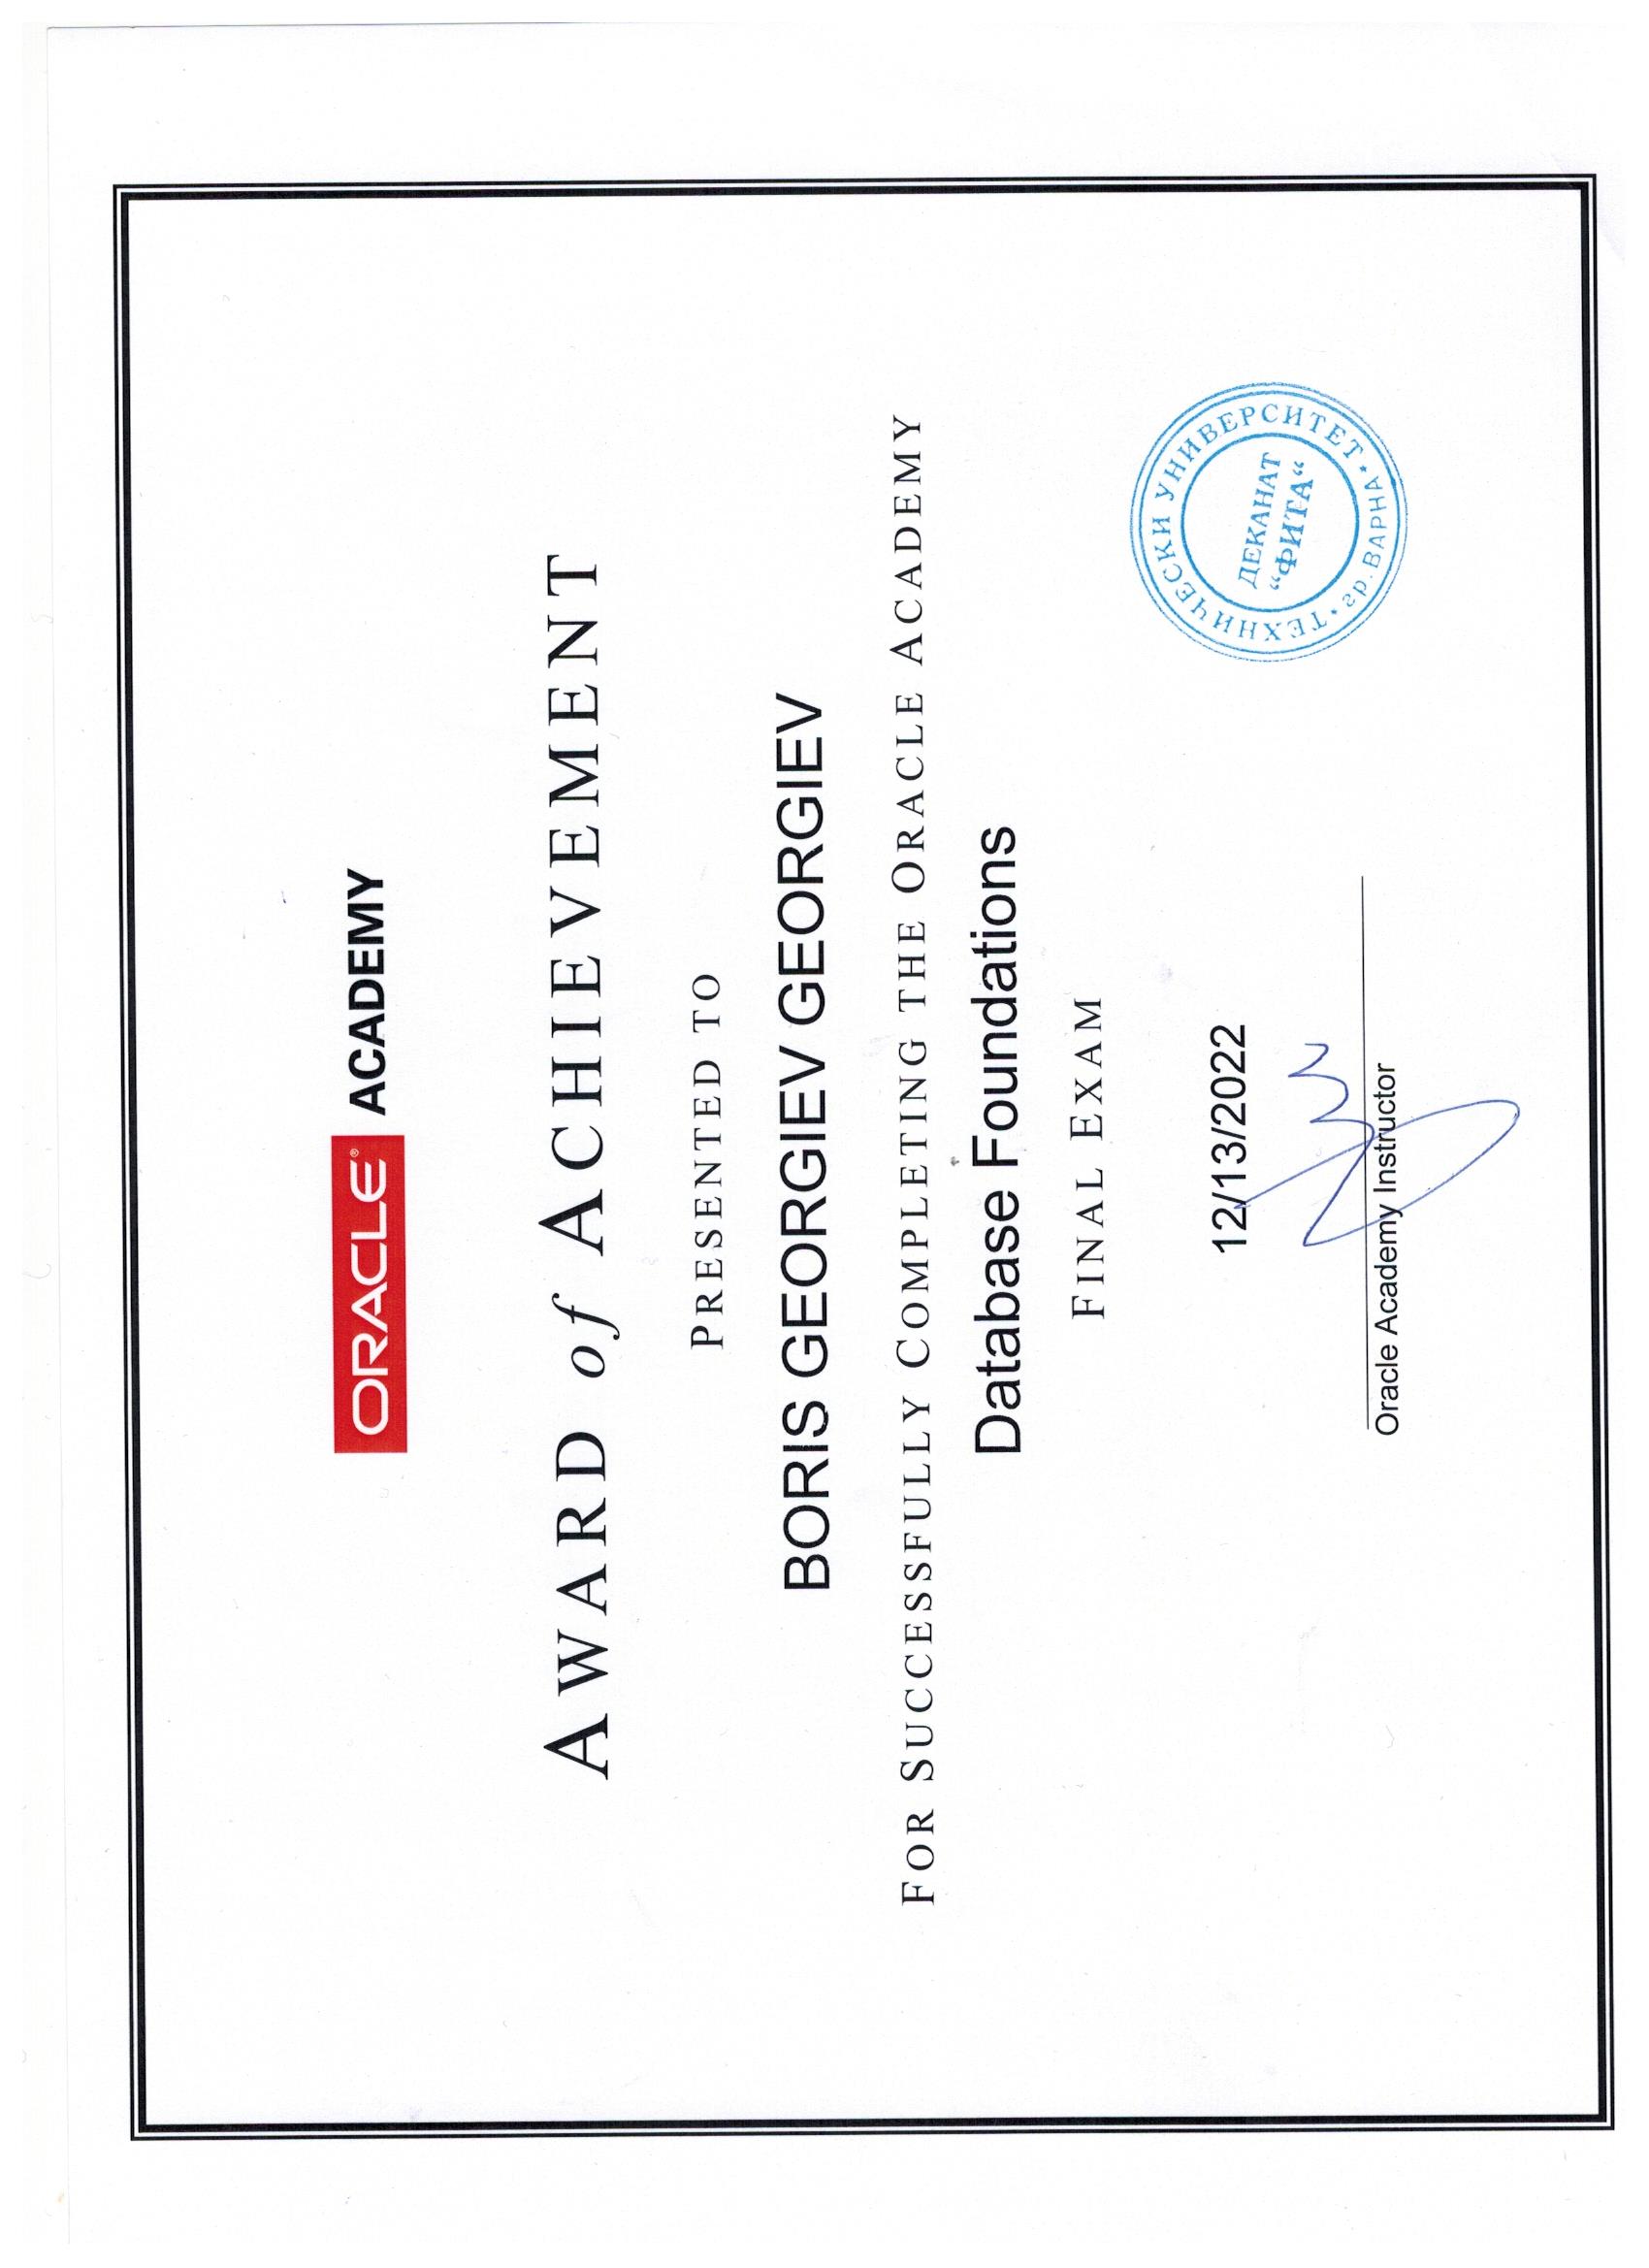 ORACLE® ACADEMY
AWARD of ACHIEVEMENT
PRESENTED TO
BORIS GEORGIEV GEORGIEV
FOR SUCCESSFULLY COMPLETING THE ORACLE ACADEMY
Database Foundations
FINAL EXAM
12/13/2022
Oracle Academy Instructor
ТЕХНИЧЕСКИ УНИВЕРСИТЕТ
ДЕКАНАТ
“ФИТА“
• гр. ВАРНА •